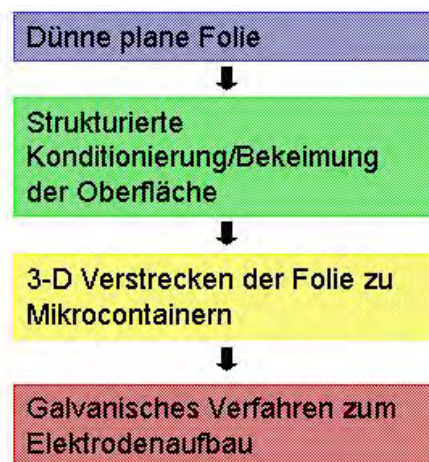 Dünne plane Folie
Strukturierte
Konditionierung/Bekeimung
der Oberfläche
3-D Verstrecken der Folie zu
Mikrocontainern
Galvanisches Verfahren zum
Elektrodenaufbau